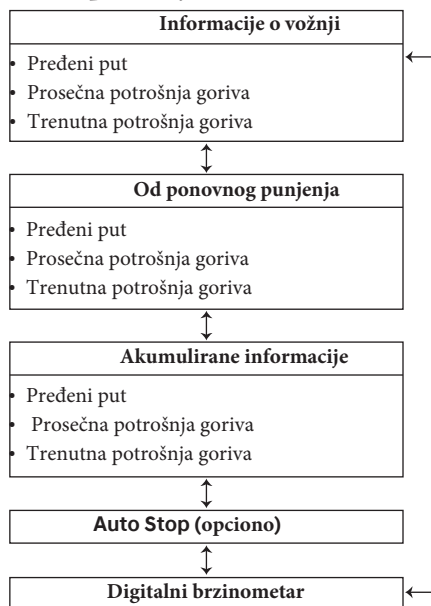 Informacije o vožnji
• Pređeni put
• Prosečna potrošnja goriva
• Trenutna potrošnja goriva
Od ponovnog punjenja
• Pređeni put
• Prosečna potrošnja goriva
• Trenutna potrošnja goriva
Akumulirane informacije
• Pređeni put
• Prosečna potrošnja goriva
• Trenutna potrošnja goriva
Auto Stop (opciono)
Digitalni brzinometar